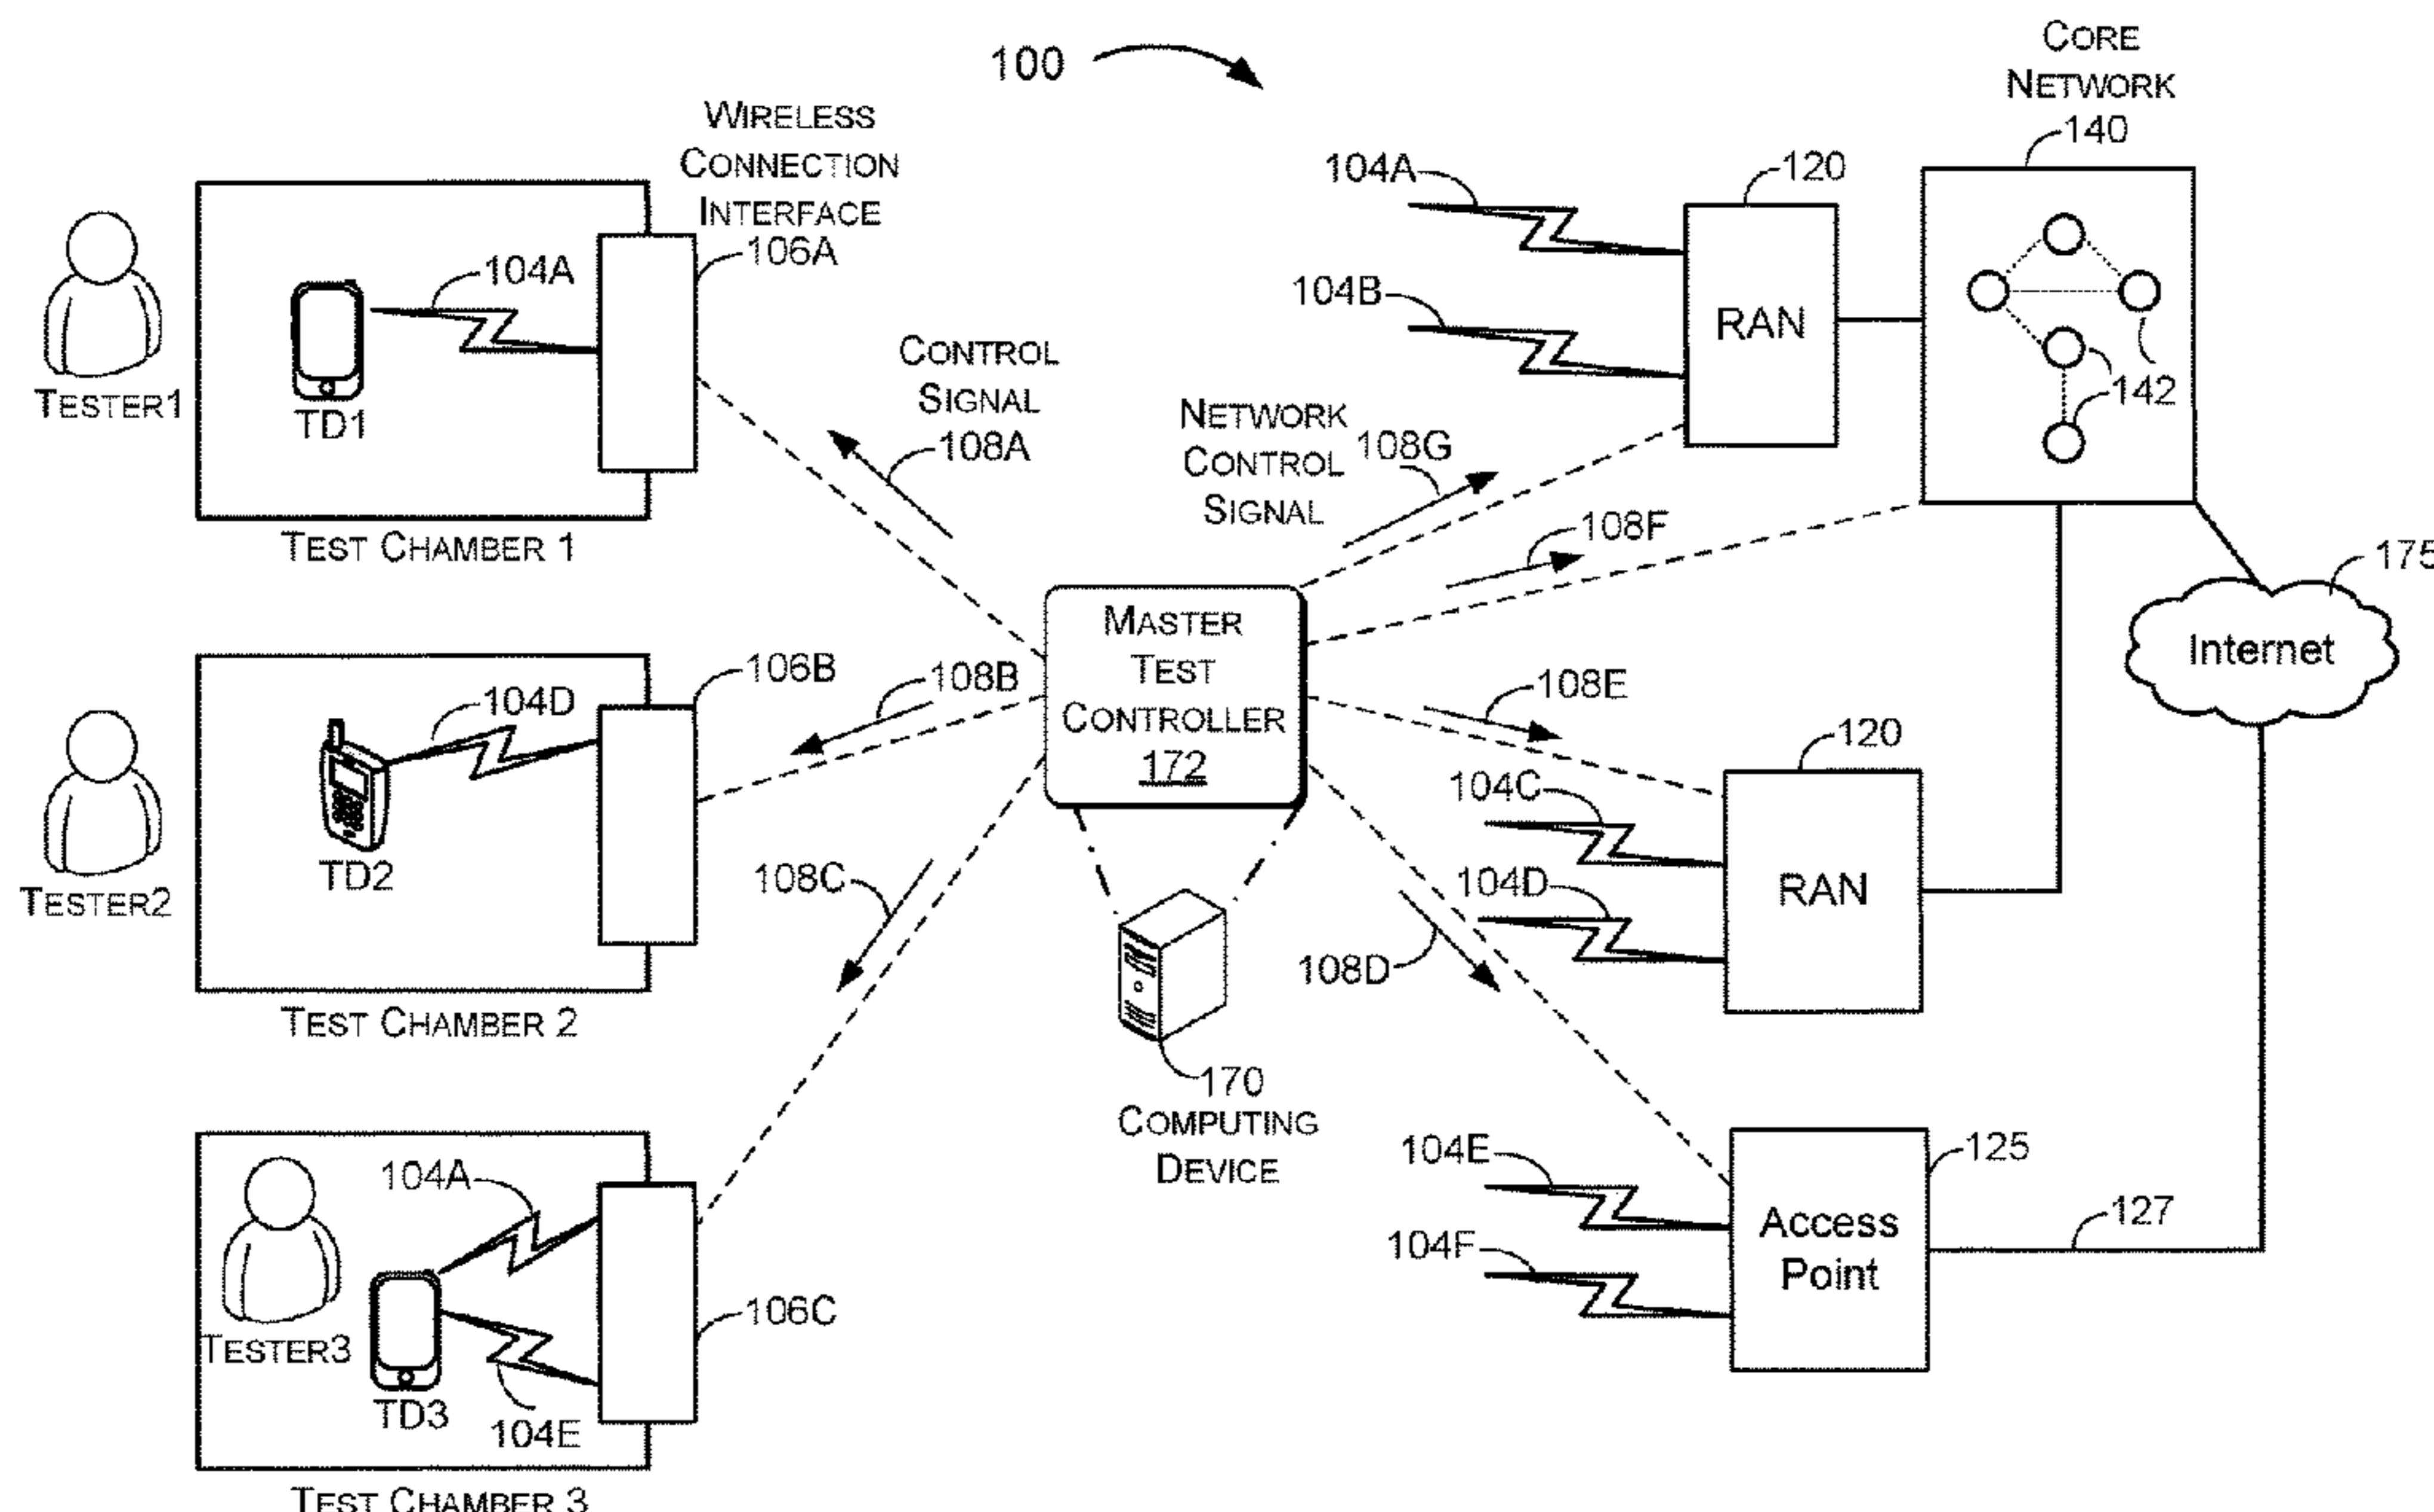 100
CORE
NETWORK
140
WIRELESS
CONNECTION
INTERFACE
106A
104A
TESTER1
TD1
TEST CHAMBER 1
CONTROL
SIGNAL
108A
NETWORK
CONTROL
SIGNAL
108G
104A
104B
120
RAN
142
108F
175
Internet
MASTER
TEST
CONTROLLER
172
106B
104D
TESTER2
TD2
TEST CHAMBER 2
108B
108E
120
104C
104D
RAN
108C
108D
170
COMPUTING
DEVICE
104A
TESTER3
TD3
104E
106C
TEST CHAMBER 3
104E
104F
125
Access
Point
127